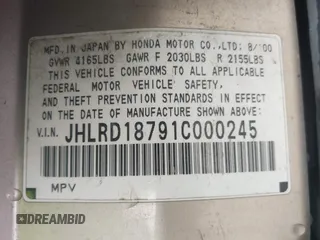 MFD.IN JAPAN BY HONDA MOTOR CO.,LTD: 8/'00
GVWR 4165LBS GAWR F 2030LBS R 2155LBS
THIS VEHICLE CONFORMS TO ALL APPLICABLE
FEDERAL MOTOR VEHICLE SAFETY,
AND THEFT PREVENTION STANDARDS IN EFFECT
ON THE DATE OF MANUFACTURE SHOWN ABOVE.
V.I.N. JHLRD18791C000245
MPV
DREAMBID